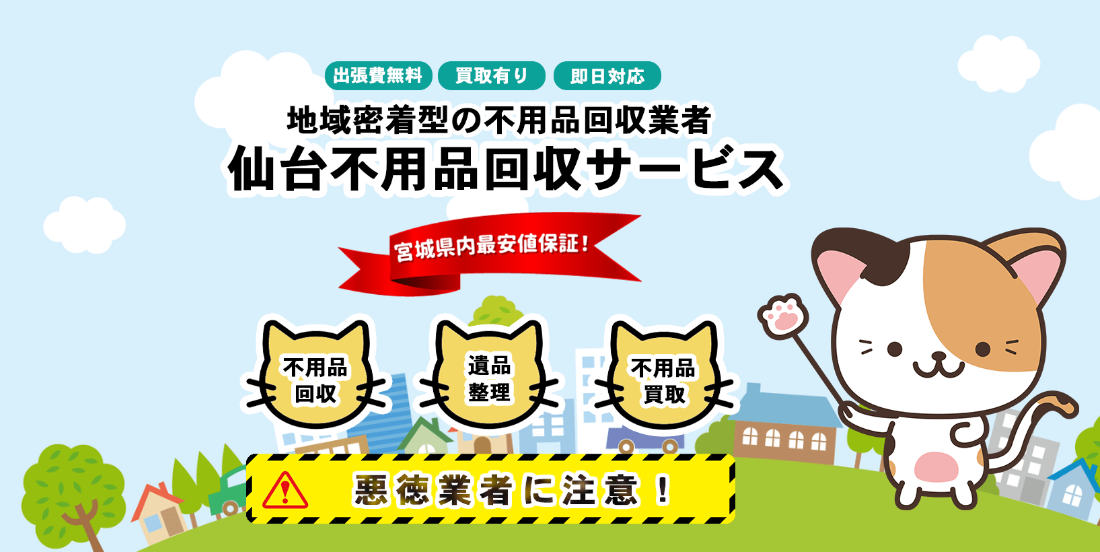 出張費無料 買取有り 即日対応
地域密着型の不用品回収業者
仙台不用品回収サービス
宮城県内最安値保証！
不用品
回収
遺品
整理
不用品
買取
悪徳業者に注意！